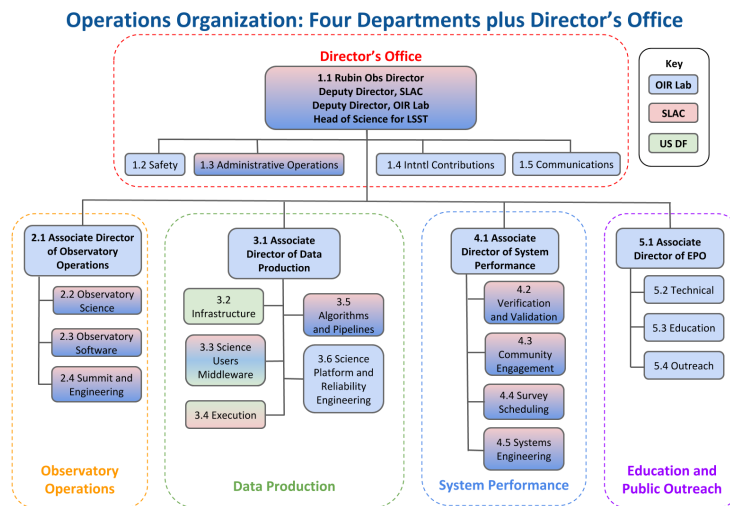 Operations Organization: Four Departments plus Director's Office
Director's Office
1.1 Rubin Obs Director
Deputy Director, SLAC
Deputy Director, OIR Lab
Head of Science for LSST
Key
OIR Lab
SLAC
US DF
1.2 Safety
1.3 Administrative Operations
1.4 Intntl Contributions
1.5 Communications
2.1 Associate Director
of Observatory
Operations
2.2 Observatory
Science
2.3 Observatory
Software
2.4 Summit and
Engineering
Observatory
Operations
3.1 Associate
Director of Data
Production
3.2
Infrastructure
3.3 Science
Users
Middleware
3.4 Execution
3.5
Algorithms
and Pipelines
3.6 Science
Platform and
Reliability
Engineering
Data Production
4.1 Associate
Director of System
Performance
4.2
Verification
and Validation
4.3
Community
Engagement
4.4 Survey
Scheduling
4.5 Systems
Engineering
System Performance
5.1 Associate
Director of EPO
5.2 Technical
5.3 Education
5.4 Outreach
Education and
Public Outreach